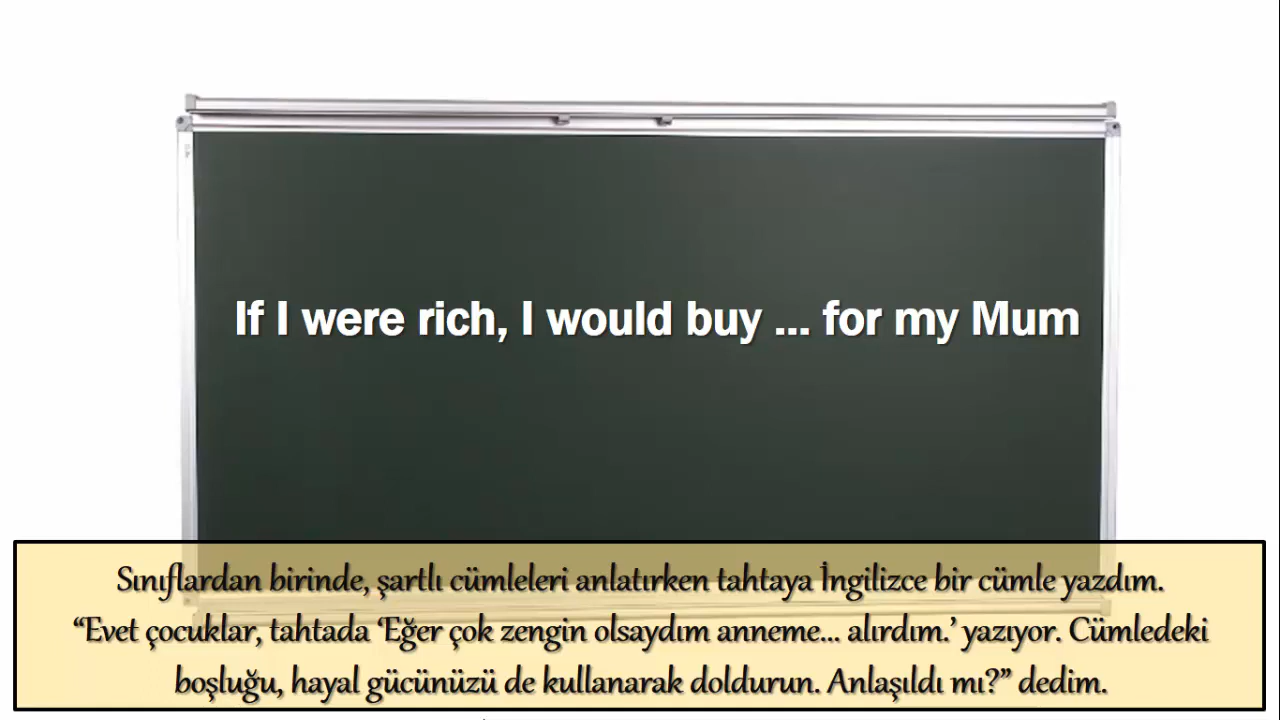 If I were rich, I would buy ... for my Mum
Sınıflardan birinde, şartlı cümleleri anlatırken tahtaya İngilizce bir cümle yazdım.
“Evet çocuklar, tahtada ‘Eğer çok zengin olsaydım anneme... alırdım.’ yazıyor. Cümledeki
boşluğu, hayal gücünüzü de kullanarak doldurun. Anlaşıldı mı?” dedim.